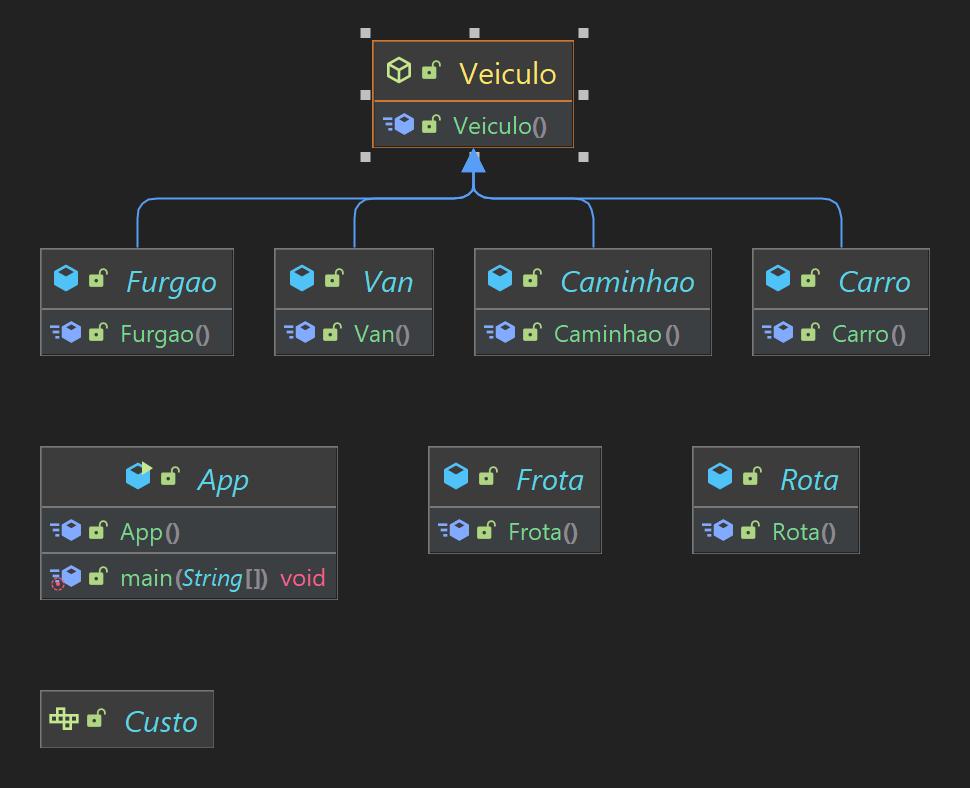 Veiculo
Veiculo()
Furgao
Furgao()
Van
Van()
Caminhao
Caminhao()
Carro
Carro()
App
App()
main(String[]) void
Frota
Frota()
Rota
Rota()
Custo